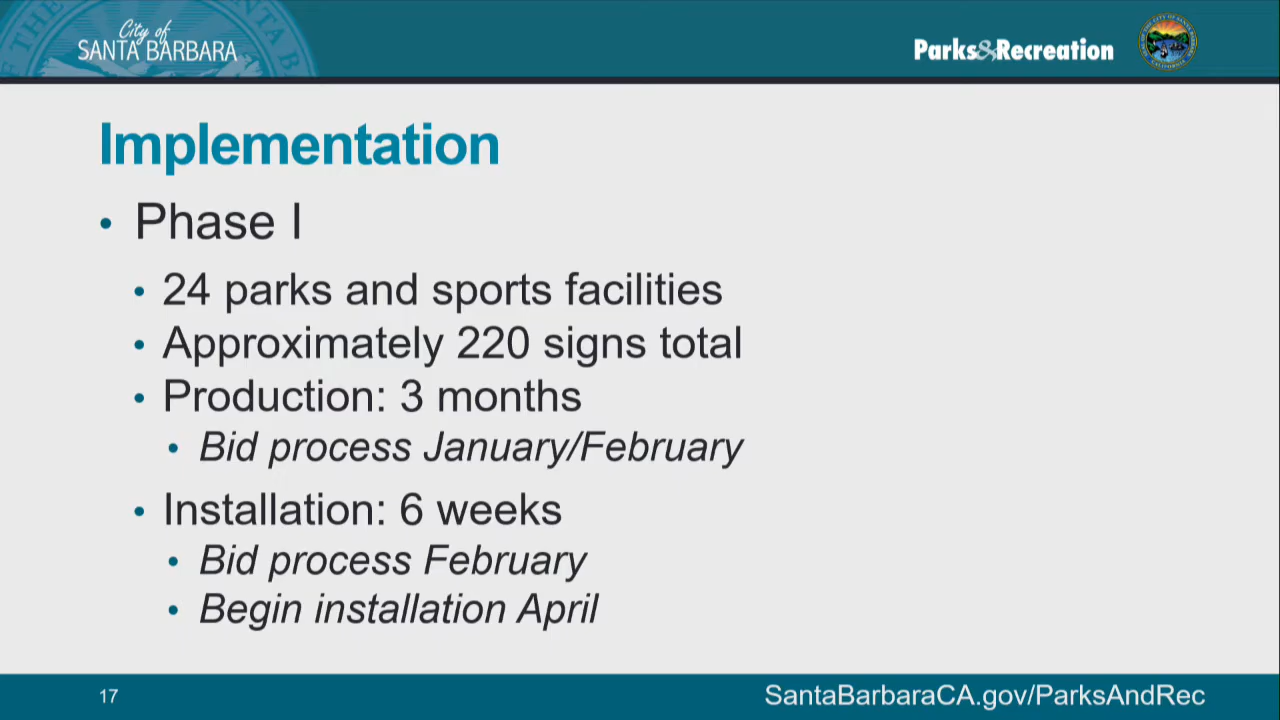 City of
SANTA BARBARA
Parks&Recreation
Implementation
• Phase I
• 24 parks and sports facilities
• Approximately 220 signs total
• Production: 3 months
• Bid process January/February
• Installation: 6 weeks
• Bid process February
• Begin installation April
17
SantaBarbaraCA.gov/ParksAndRec